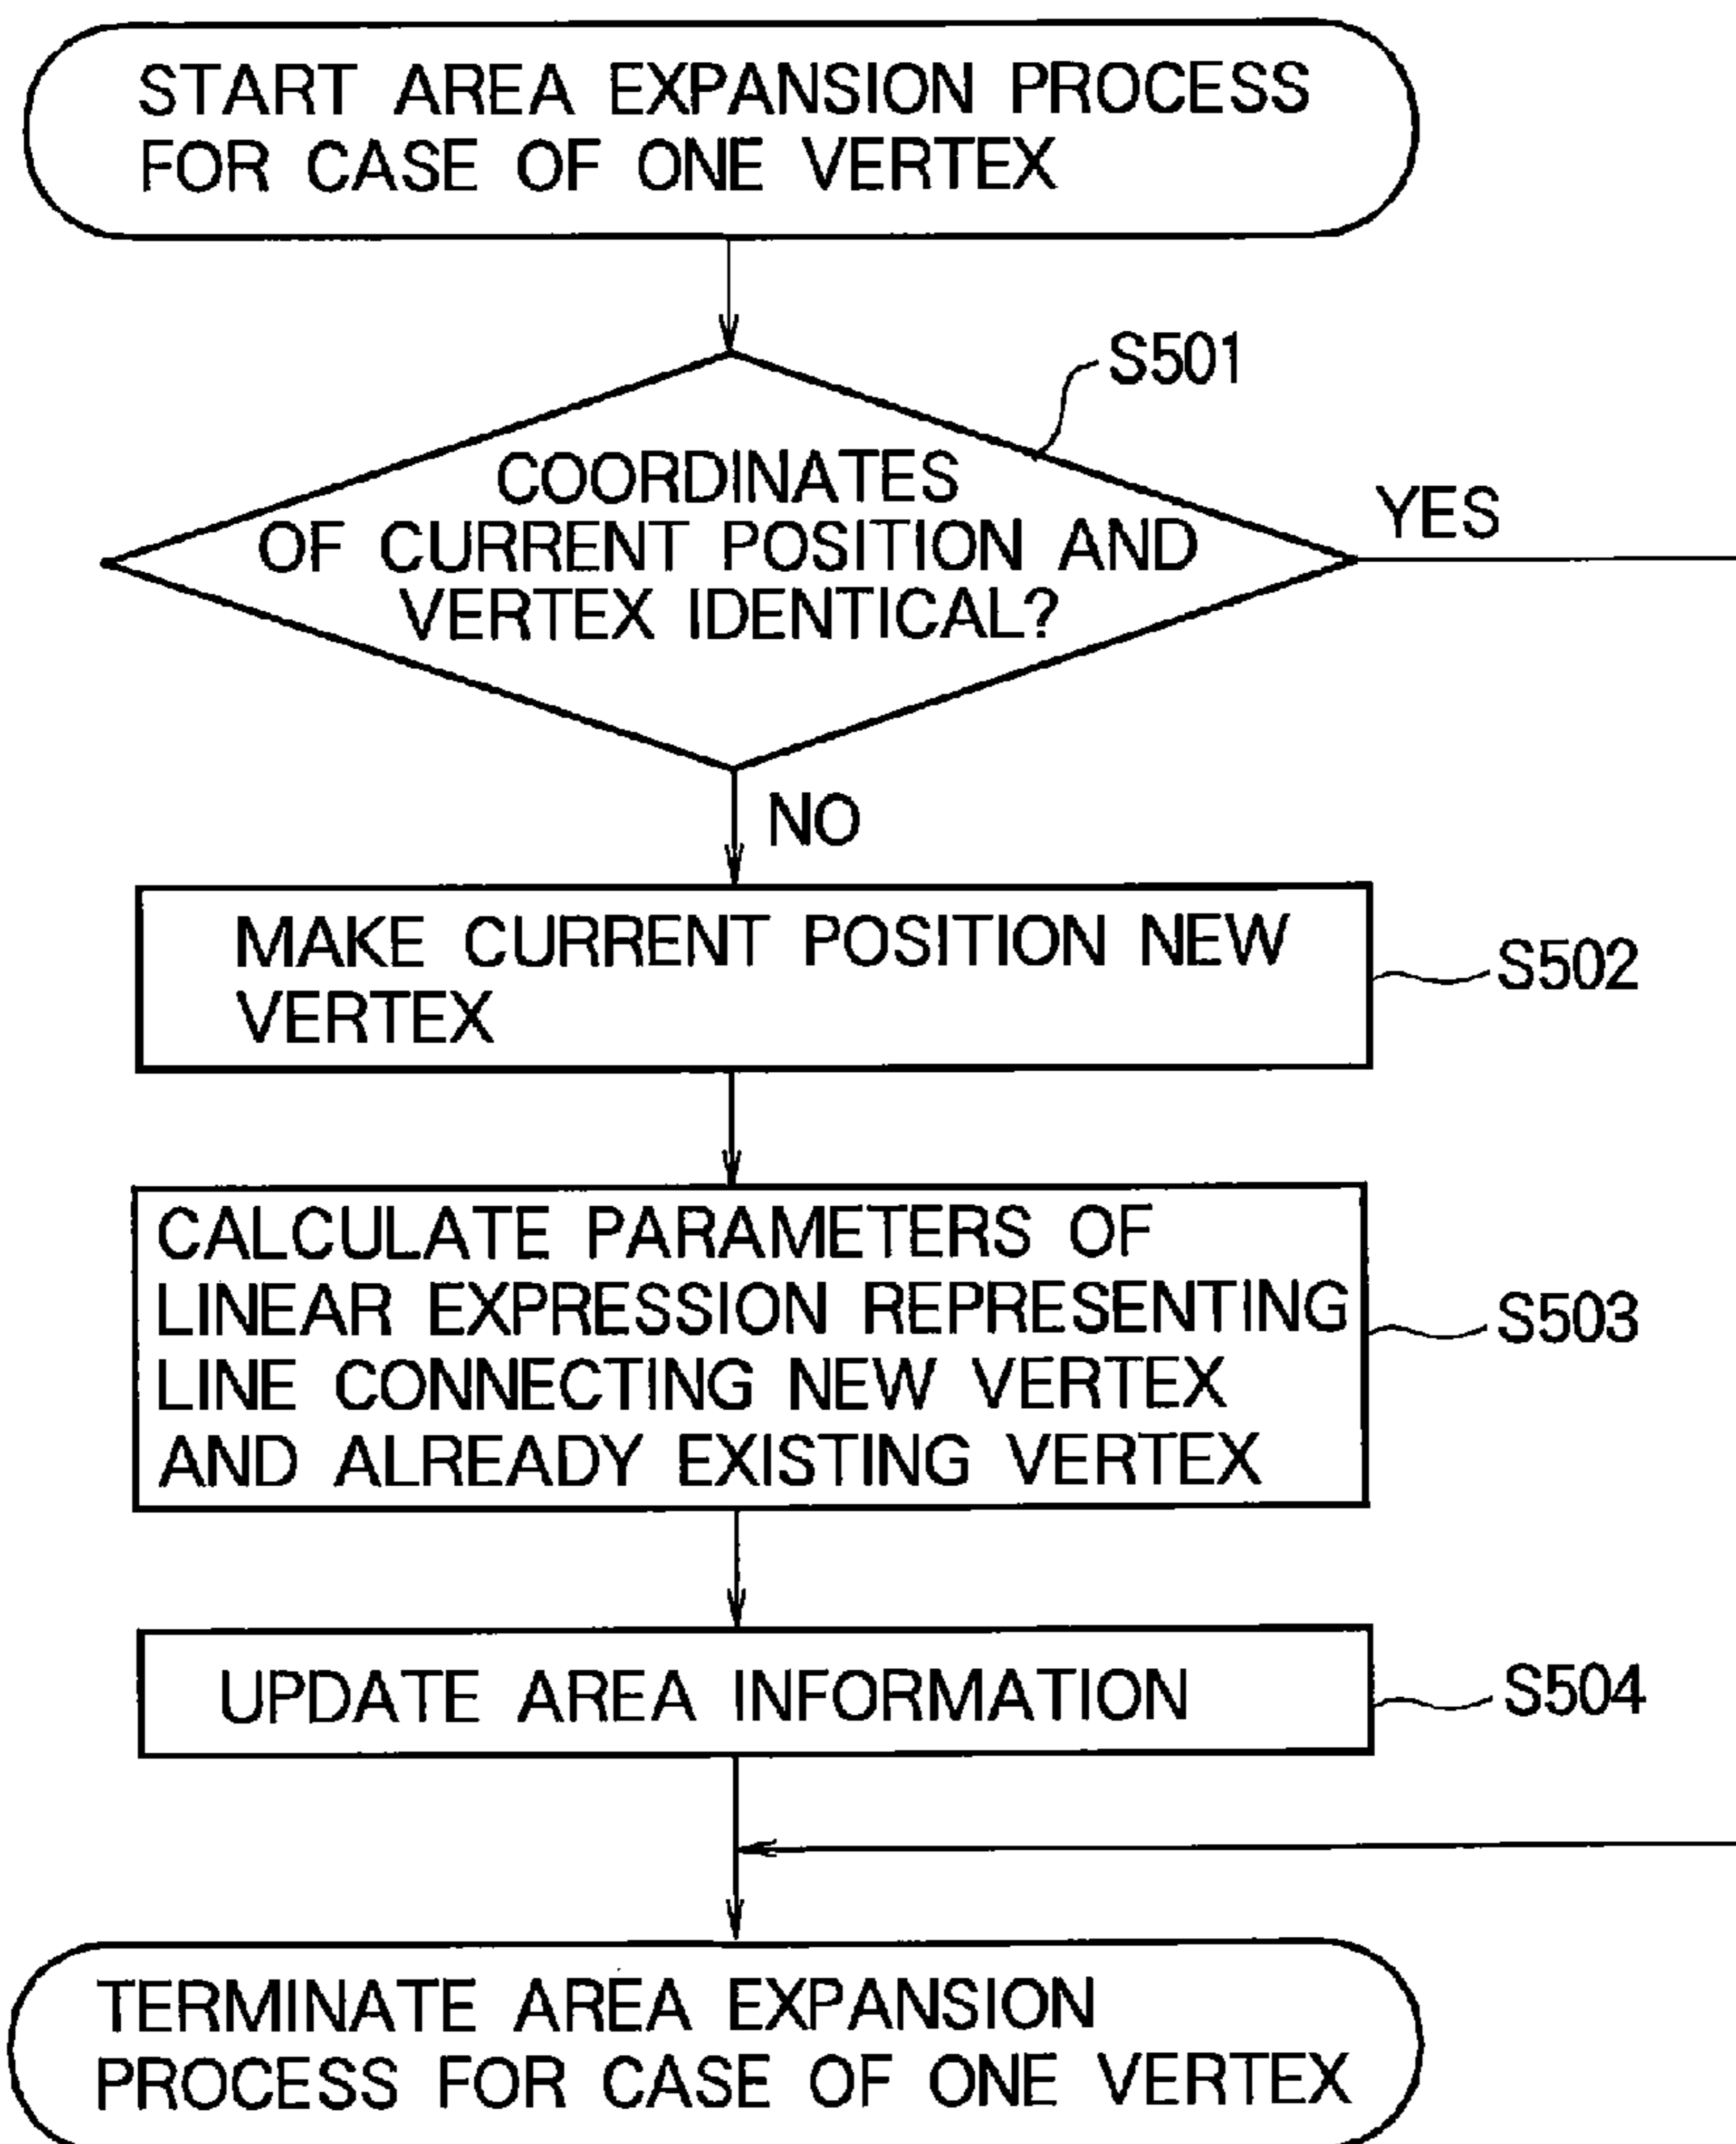 START AREA EXPANSION PROCESS
FOR CASE OF ONE VERTEX
S501
COORDINATES
OF CURRENT POSITION AND
VERTEX IDENTICAL?
YES
NO
MAKE CURRENT POSITION NEW
VERTEX
S502
CALCULATE PARAMETERS OF
LINEAR EXPRESSION REPRESENTING
LINE CONNECTING NEW VERTEX
AND ALREADY EXISTING VERTEX
S503
UPDATE AREA INFORMATION
S504
TERMINATE AREA EXPANSION
PROCESS FOR CASE OF ONE VERTEX